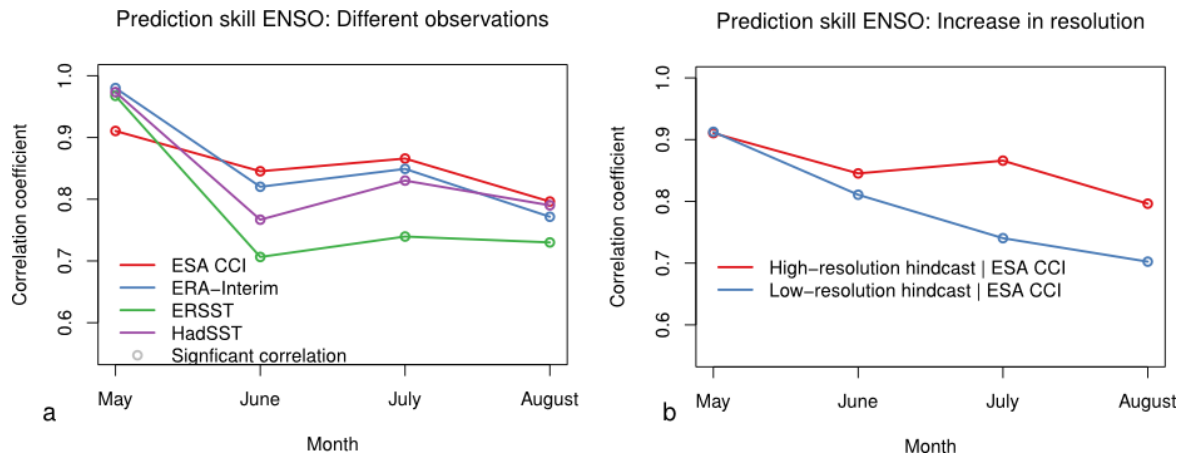 Prediction skill ENSO: Different observations
Correlation coefficient
1.0
0.9
0.8
0.7
0.6
ESA CCI
ERA−Interim
ERSST
HadSST
Signficant correlation
May
June
July
August
a
Month
Prediction skill ENSO: Increase in resolution
Correlation coefficient
1.0
0.9
0.8
0.7
0.6
High−resolution hindcast | ESA CCI
Low−resolution hindcast | ESA CCI
May
June
July
August
b
Month